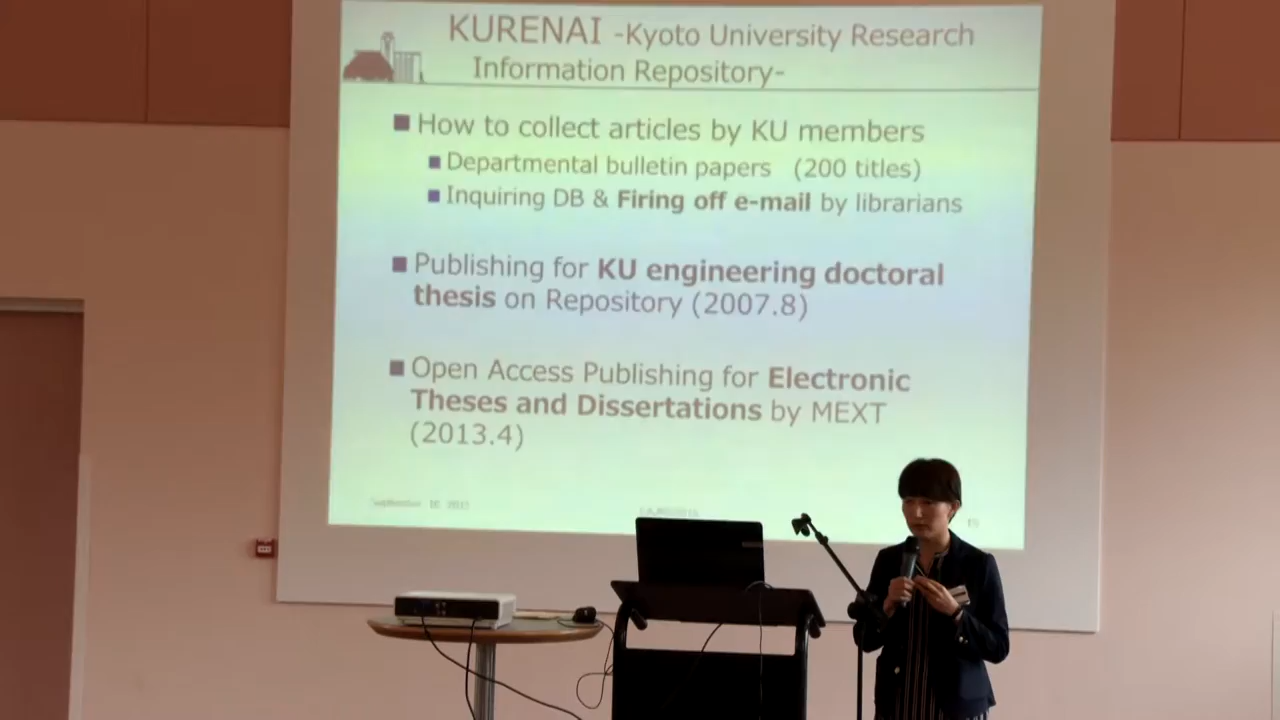 KURENAI -Kyoto University Research
Information Repository-
How to collect articles by KU members
Departmental bulletin papers (200 titles)
Inquiring DB & Firing off e-mail by librarians
Publishing for KU engineering doctoral
thesis on Repository (2007.8)
Open Access Publishing for Electronic
Theses and Dissertations by MEXT
(2013.4)
September